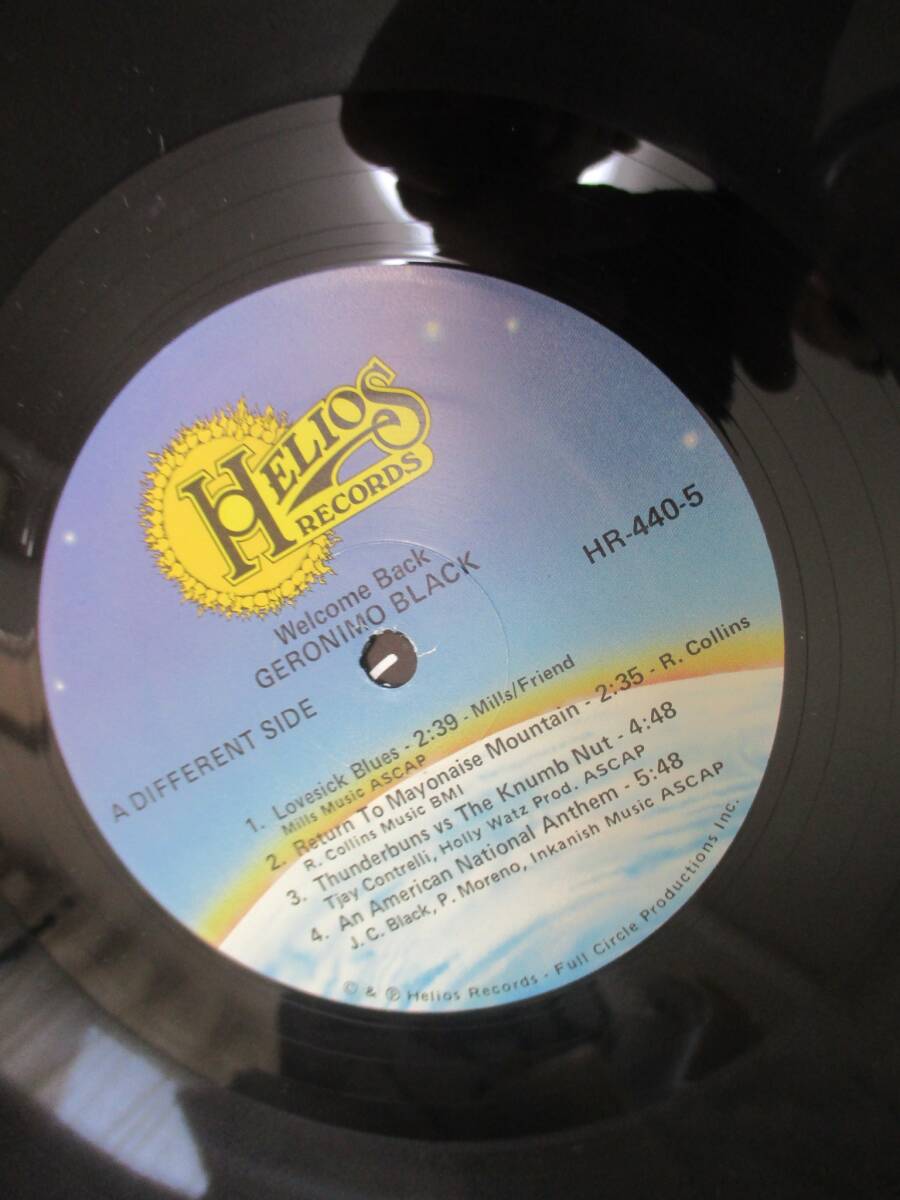 HELIOS
RECORDS
Welcome Back
GERONIMO BLACK
HR-440-5
A DIFFERENT SIDE
1. Lovesick Blues - 2:39 - Mills/Friend
Mills Music ASCAP
2. Return To Mayonaise Mountain - 2:35 - R. Collins
R. Collins Music BMI
3. Thunderbuns vs The Knumb Nut - 4:48
Tjay Contrelli, Holly Watz Prod. ASCAP
4. An American National Anthem - 5:48
J. C. Black, P. Moreno, Inkanish Music ASCAP
© & ℗ Helios Records - Full Circle Productions Inc.